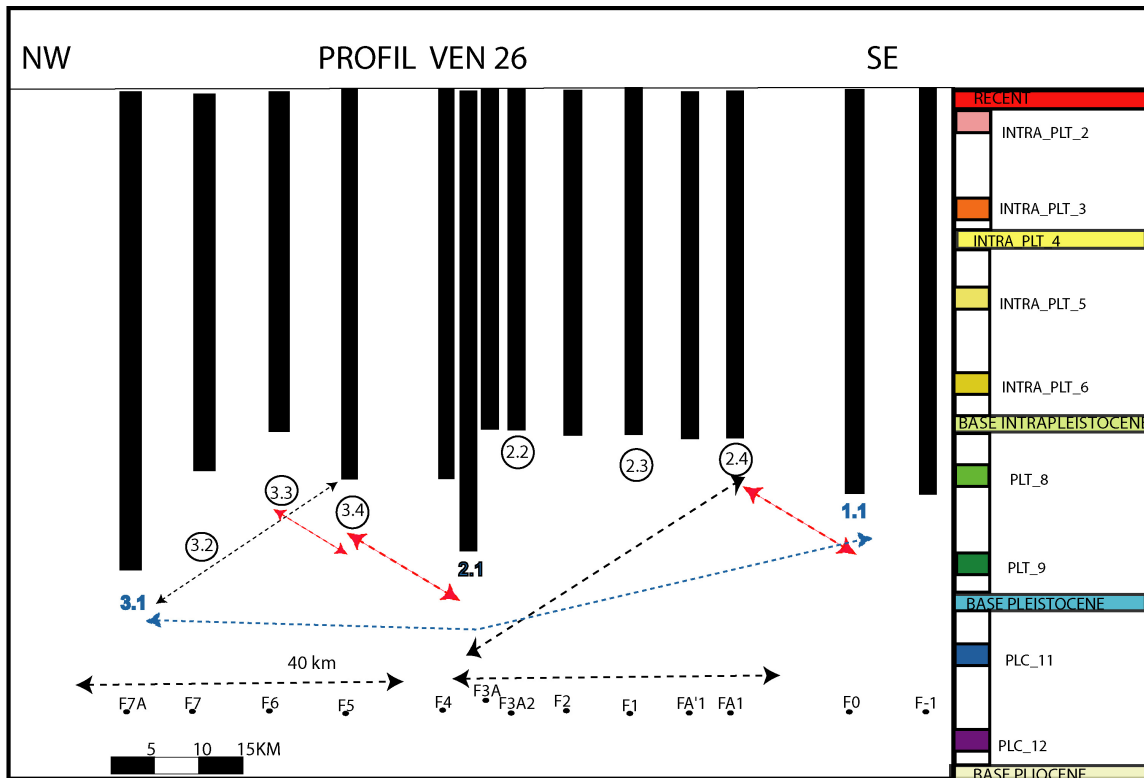 NW PROFIL VEN 26 SE
RECENT
INTRA_PLT_2
INTRA_PLT_3
INTRA PLT 4
INTRA_PLT_5
INTRA_PLT_6
BASE INTRAPLEISTOCENE
PLT_8
PLT_9
BASE PLEISTOCENE
PLC_11
PLC_12
BASE PLIOCENE
2.2
2.3
2.4
3.3
3.4
1.1
3.2
2.1
3.1
40 km
F7A F7 F6 F5 F4 F3A F3A2 F2 F1 FA'1 FA1 F0 F-1
5 10 15KM